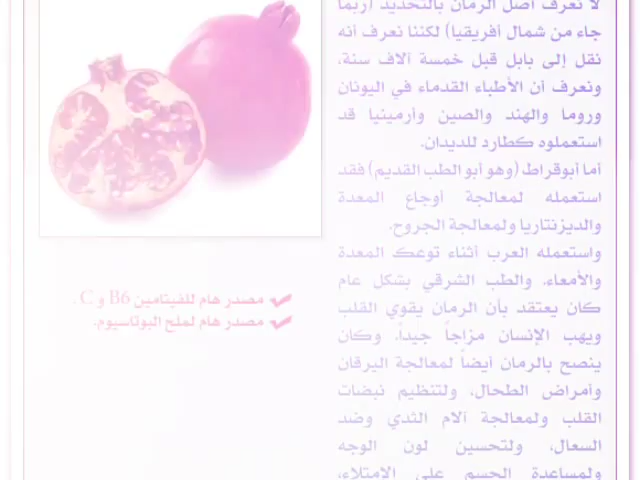 لا نعرف أصل الرمان بالتحديد (ربما
جاء من شمال أفريقيا) لكننا نعرف أنه
نقل إلى بابل قبل خمسة آلاف سنة،
ونعرف أن الأطباء القدماء في اليونان
وروما والهند والصين وأرمينيا قد
استعملوه كطارد للديدان.
أما أبوقراط (وهو أبو الطب القديم) فقد
استعمله لمعالجة أوجاع المعدة
والديزنتاريا ولمعالجة الجروح.
واستعمله العرب أثناء توعك المعدة
والأمعاء. والطب الشرقي بشكل عام
كان يعتقد بأن الرمان يقوي القلب
ويهب الإنسان مزاجاً جيداً. وكان
ينصح بالرمان أيضاً لمعالجة اليرقان
وأمراض الطحال، ولتنظيم نبضات
القلب ولمعالجة آلام الثدي وضد
السعال، ولتحسين لون الوجه
ولمساعدة الجسم على الامتلاء،
مصدر هام للفيتامين B6 و C .
مصدر هام لملح البوتاسيوم.